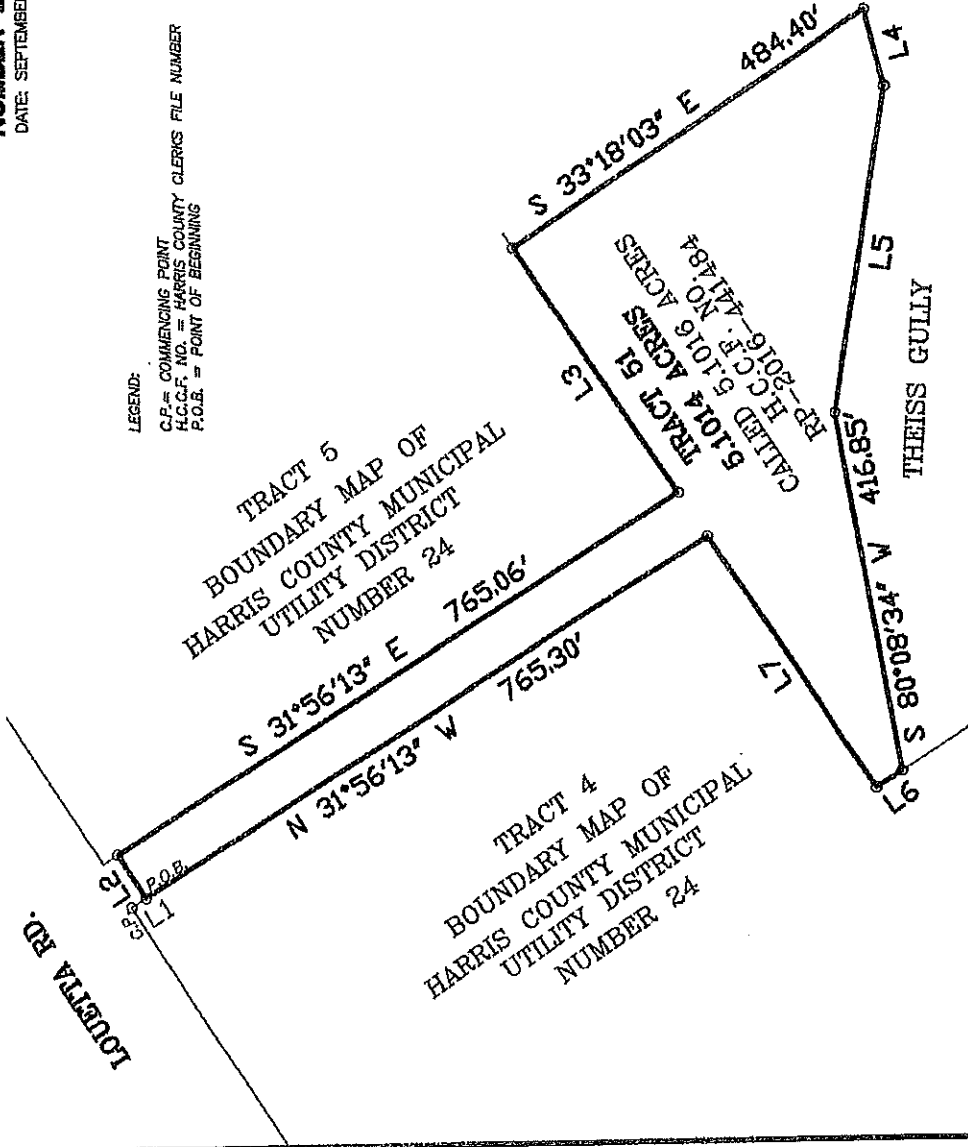 DATE: SEPTEMBER
LEGEND:
C.P.= COMMENCING POINT
H.C.C.F. NO. = HARRIS COUNTY CLERKS FILE NUMBER
P.O.B. = POINT OF BEGINNING
LOUETTA RD.
C.P.
L1
L2
P.O.B.
TRACT 5
BOUNDARY MAP OF
HARRIS COUNTY MUNICIPAL
UTILITY DISTRICT
NUMBER 24
S 31°56'13" E 765.06'
N 31°56'13" W 765.30'
S 33°18'03" E 484.40'
L3
L4
TRACT 51
5.1014 ACRES
CALLED 5.1016 ACRES
H.C.C.F. NO.
RP-2016-441484
L5
THEISS GULLY
S 80°08'34" W 416.85'
L6
L7
TRACT 4
BOUNDARY MAP OF
HARRIS COUNTY MUNICIPAL
UTILITY DISTRICT
NUMBER 24